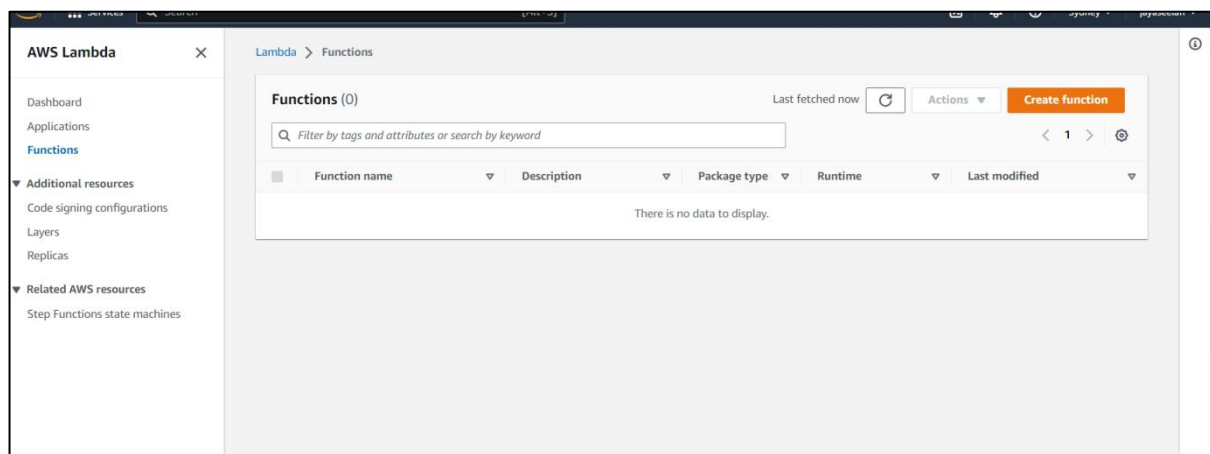 Services Search [Alt+S] Sydney jayaseelan
AWS Lambda
Dashboard
Applications
Functions
Additional resources
Code signing configurations
Layers
Replicas
Related AWS resources
Step Functions state machines
Lambda > Functions
Functions (0) Last fetched now Actions Create function
Filter by tags and attributes or search by keyword 1
Function name Description Package type Runtime Last modified
There is no data to display.